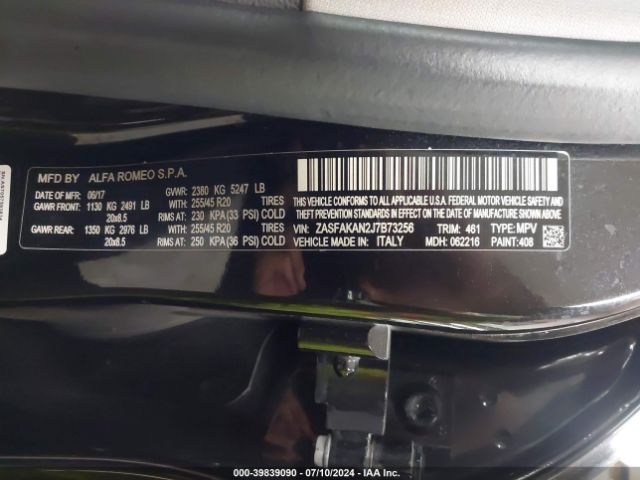 MFD BY ALFA ROMEO S.P.A.
DATE OF MFR 06/17 GVWR: 2380 KG 5247 LB
GAWR FRONT: 1130 KG 2491 LB WITH: 255/45 R20 TIRES
20x8.5 RIMS AT: 230 KPA (33 PSI) COLD
GAWR REAR: 1350 KG 2976 LB WITH: 255/45 R20 TIRES
20x8.5 RIMS AT: 250 KPA (36 PSI) COLD
THIS VEHICLE CONFORMS TO ALL APPLICABLE U.S.A. FEDERAL MOTOR VEHICLE
SAFETY, BUMPER, AND THEFT PREVENTION STANDARDS IN EFFECT ON THE DATE OF MANUFACTURE SHOWN ABOVE.
VIN: ZASFAKAN2J7B73256 TRIM: 461 TYPE: MPV
VEHICLE MADE IN: ITALY MDH: 062216 PAINT: 408
000-39839090 - 07/10/2024 - IAA Inc.